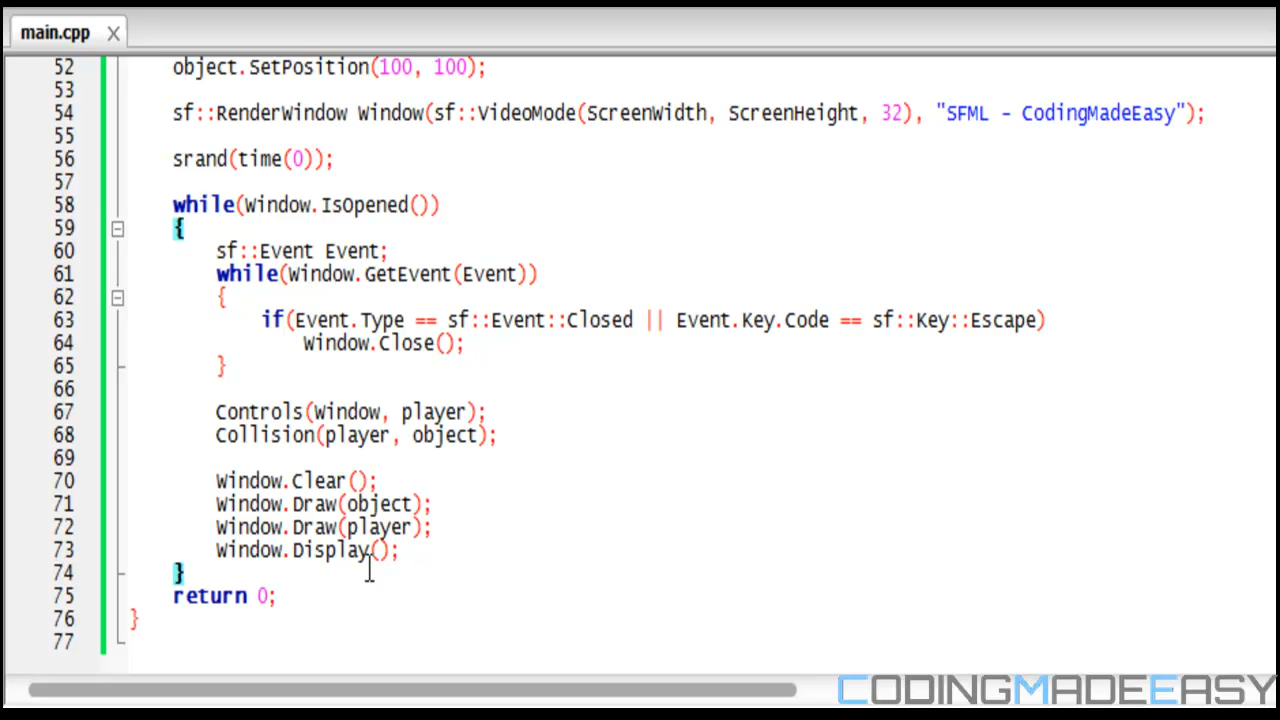 main.cpp X
52 object.SetPosition(100, 100);
53
54 sf::RenderWindow Window(sf::VideoMode(ScreenWidth, ScreenHeight, 32), "SFML - CodingMadeEasy");
55
56 srand(time(0));
57
58 while(Window.IsOpened())
59 {
60 sf::Event Event;
61 while(Window.GetEvent(Event))
62 {
63 if(Event.Type == sf::Event::Closed || Event.Key.Code == sf::Key::Escape)
64 Window.Close();
65 }
66
67 Controls(Window, player);
68 Collision(player, object);
69
70 Window.Clear();
71 Window.Draw(object);
72 Window.Draw(player);
73 Window.Display();
74 }
75 return 0;
76 }
77
CODINGMADEEASY